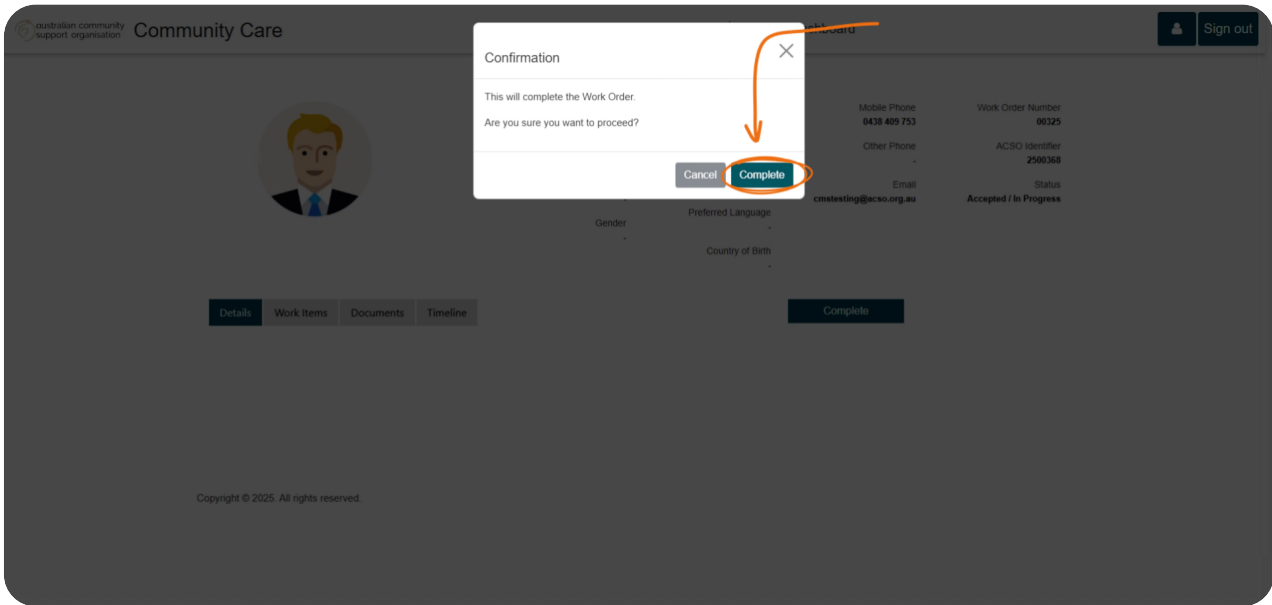 australian community
support organisation
Community Care
Sign out
Confirmation
This will complete the Work Order.
Are you sure you want to proceed?
Cancel
Complete
Mobile Phone
0438 409 753
Work Order Number
00325
Other Phone
-
ACSO Identifier
2500368
Email
cmstesting@acso.org.au
Status
Accepted / In Progress
-
Gender
-
Preferred Language
-
Country of Birth
-
Details
Work Items
Documents
Timeline
Complete
Copyright © 2025. All rights reserved.